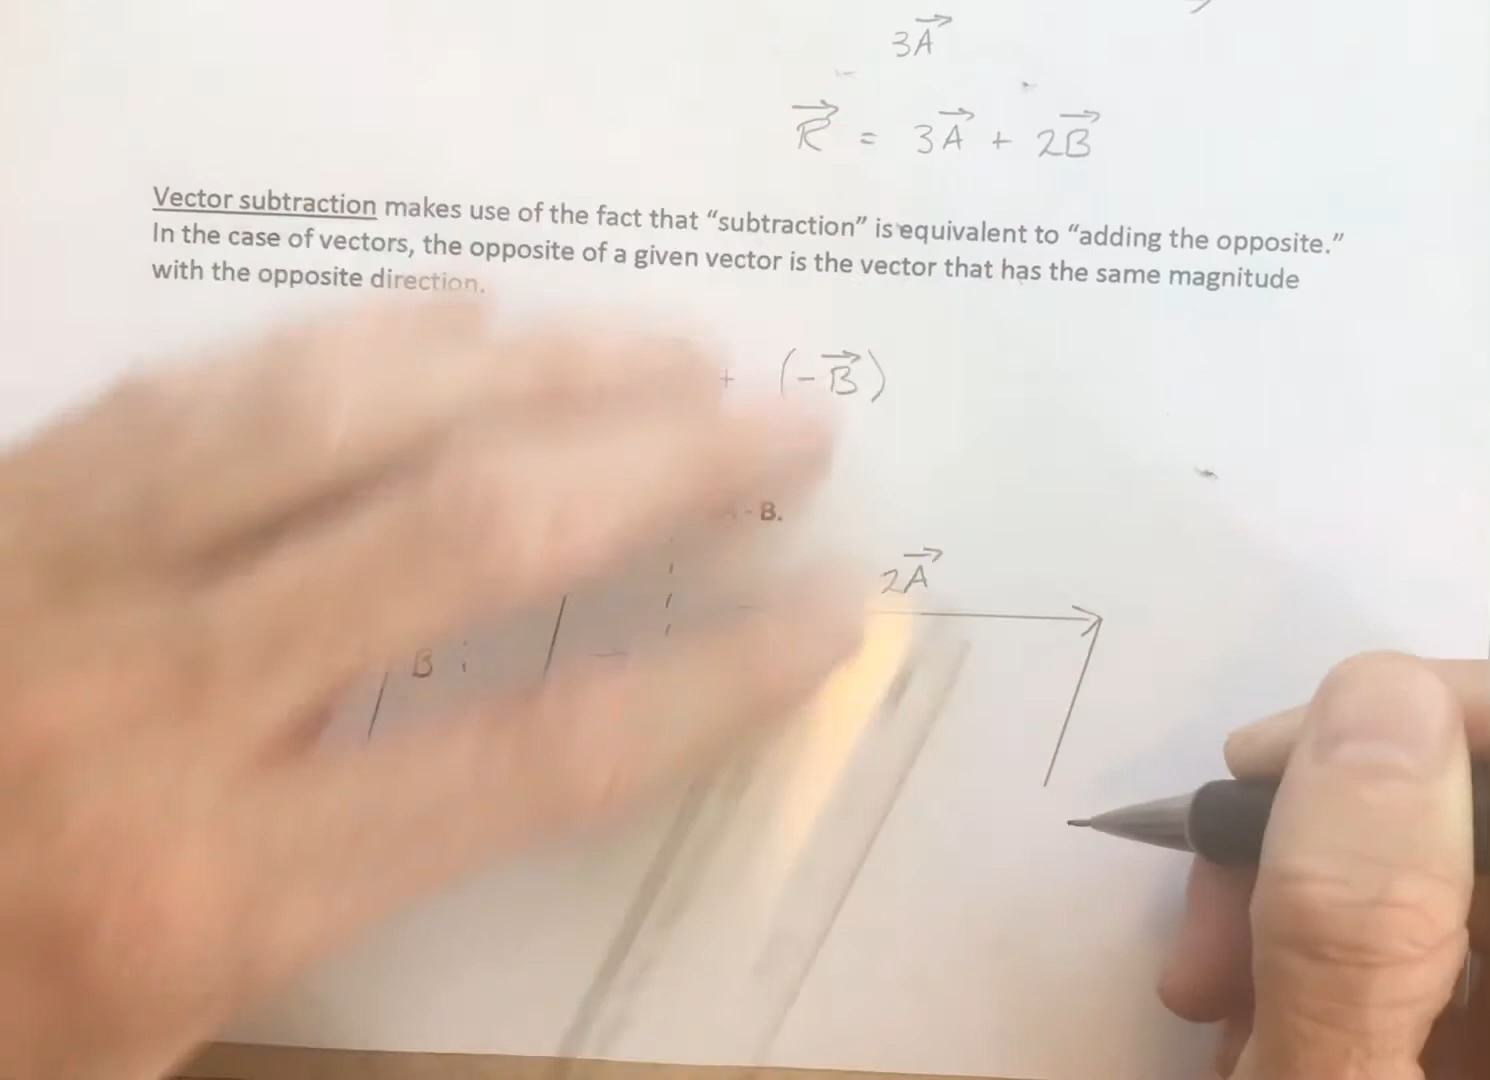 3A
R = 3A + 2B
Vector subtraction makes use of the fact that “subtraction” is equivalent to “adding the opposite.”
In the case of vectors, the opposite of a given vector is the vector that has the same magnitude
with the opposite direction.
+ (-B)
- B.
2A
B